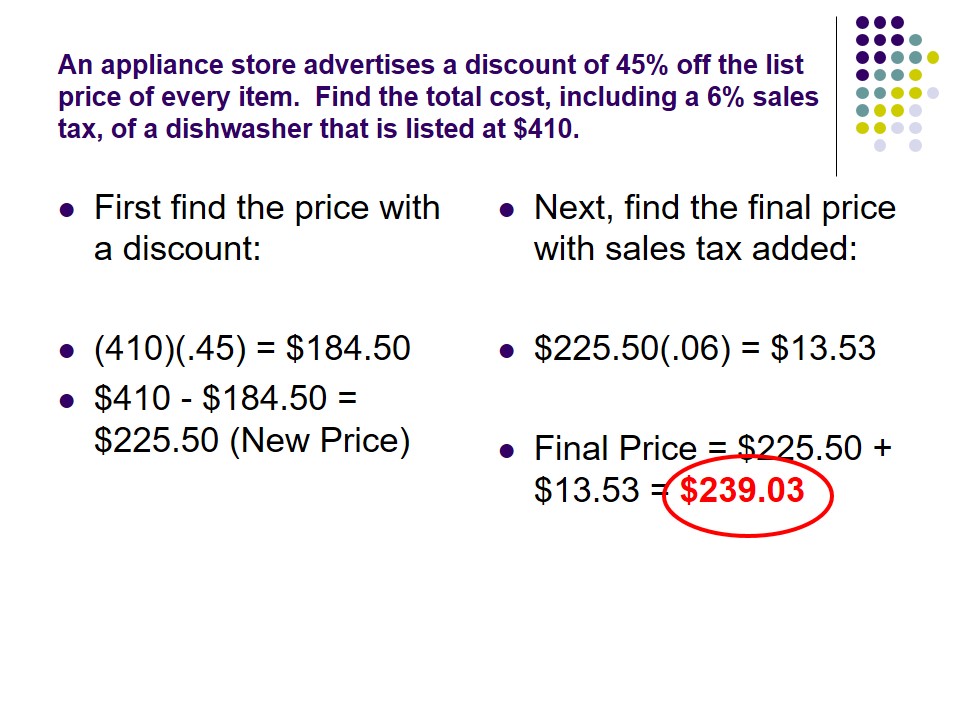 An appliance store advertises a discount of 45% off the list
price of every item.  Find the total cost, including a 6% sales
tax, of a dishwasher that is listed at $410.
First find the price with
a discount:
(410)(.45) = $184.50
$410 - $184.50 =
$225.50 (New Price)
Next, find the final price
with sales tax added:
$225.50(.06) = $13.53
Final Price = $225.50 +
$13.53 = $239.03